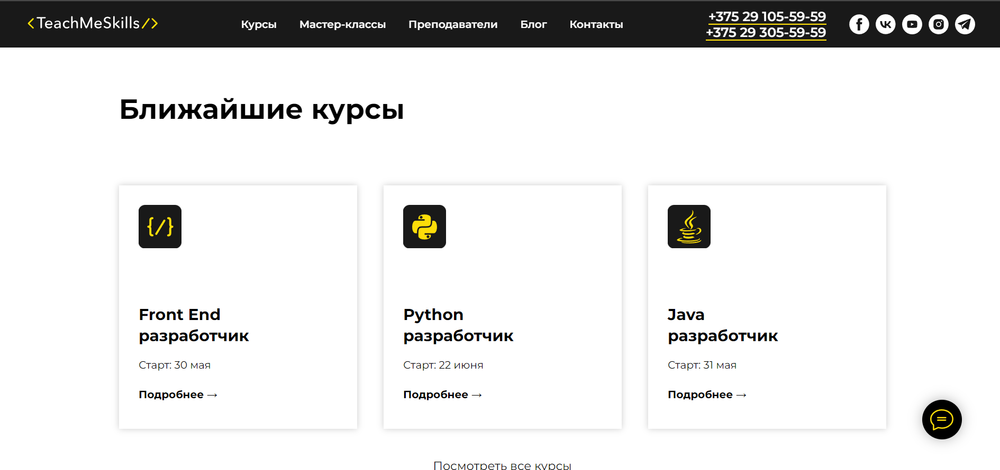 <TeachMeSkills/>
Курсы Мастер-классы Преподаватели Блог Контакты
+375 29 105-59-59
+375 29 305-59-59
Ближайшие курсы
{/}
Front End
разработчик
Старт: 30 мая
Подробнее →
Python
разработчик
Старт: 22 июня
Подробнее →
Java
разработчик
Старт: 31 мая
Подробнее →
Посмотреть все курсы